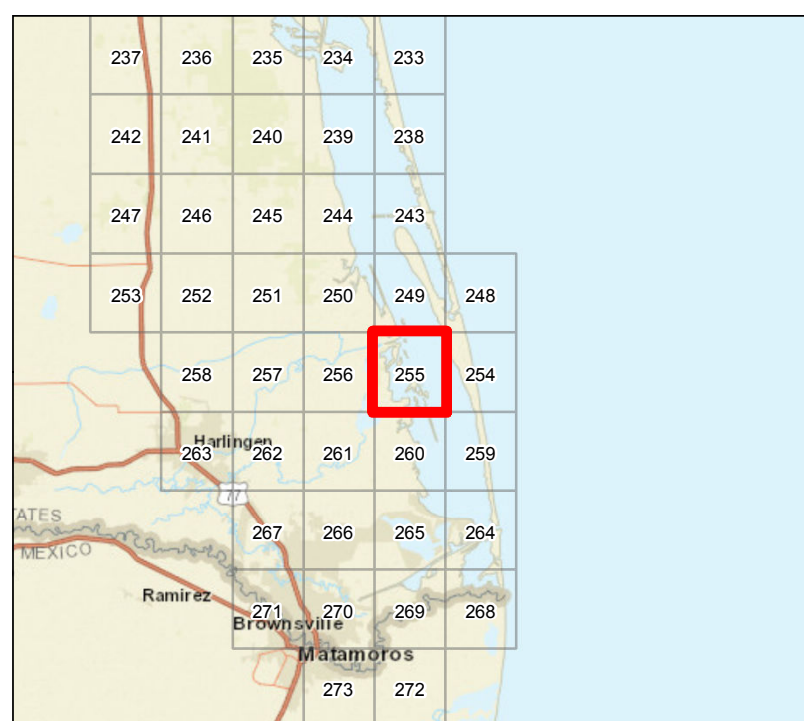 237 236 235 234 233
242 241 240 239 238
247 246 245 244 243
253 252 251 250 249 248
258 257 256 255 254
Harlingen
263 262 261 260 259
77
ATES
267 266 265 264
MEXICO
Ramirez
271 270 269 268
Brownsville
Matamoros
273 272